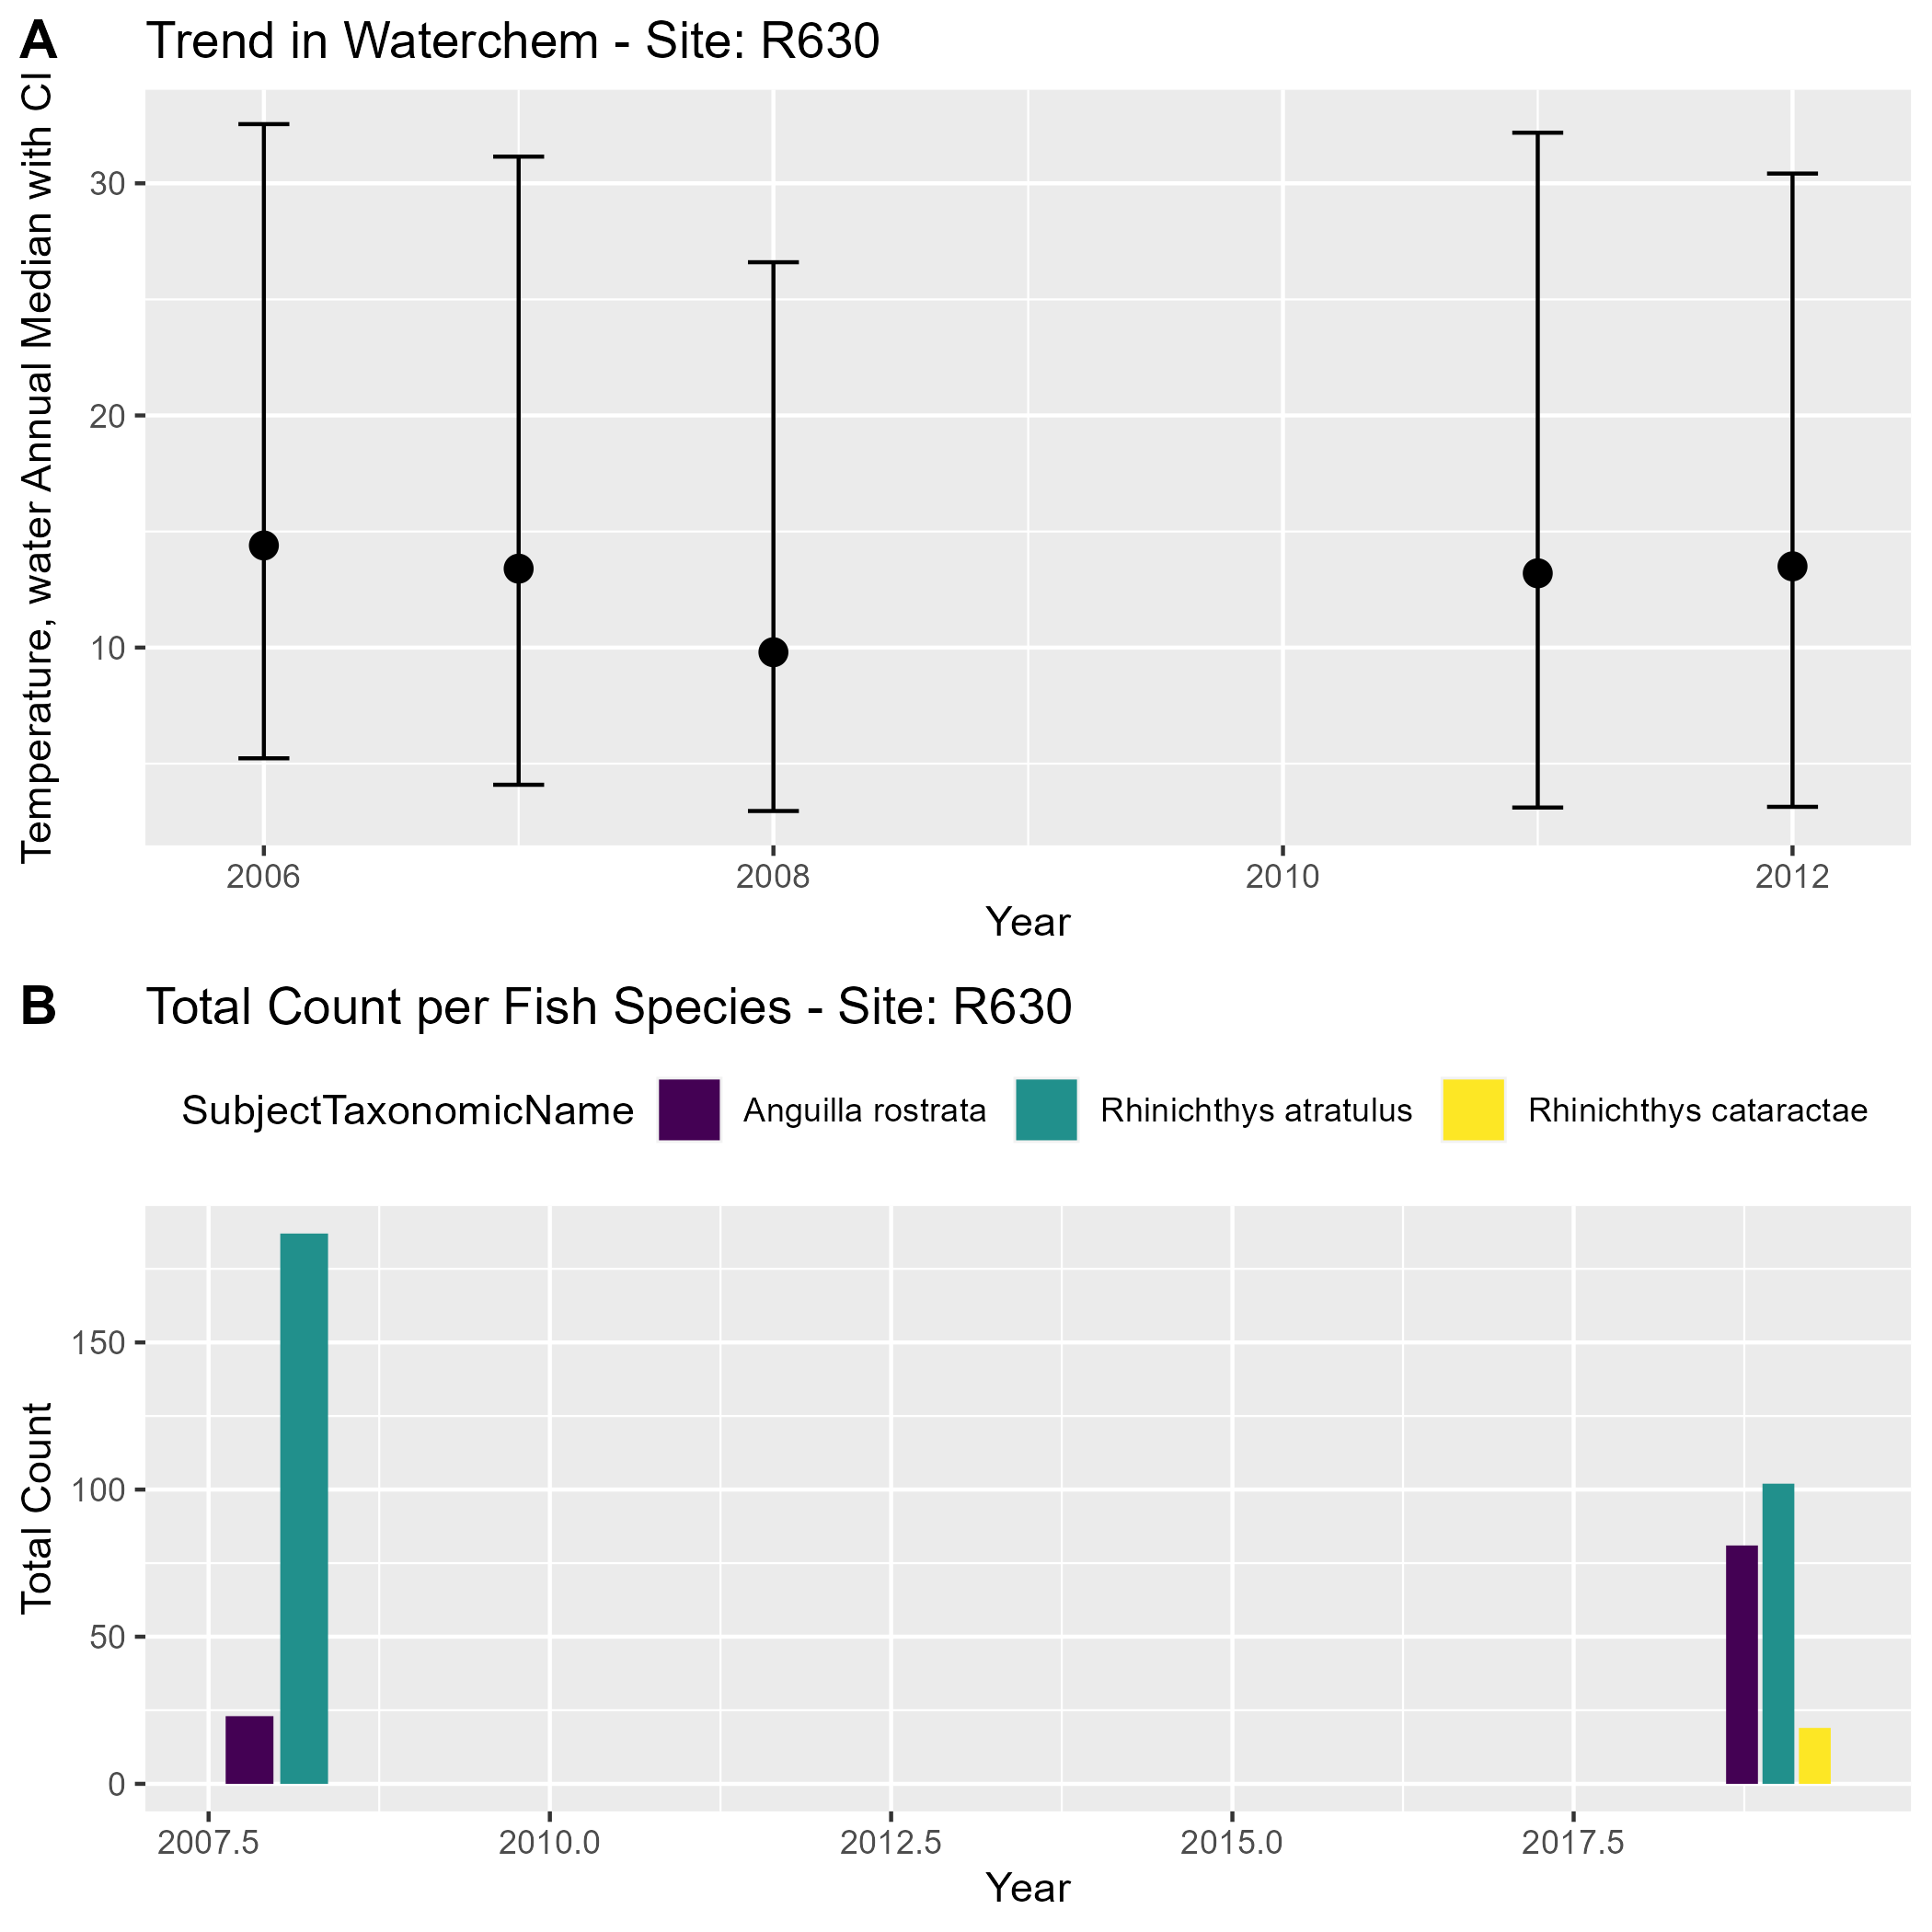 A
Trend in Waterchem - Site: R630
Temperature, water Annual Median with CI
30
20
10
2006 2008 2010 2012
Year
B
Total Count per Fish Species - Site: R630
SubjectTaxonomicName Anguilla rostrata Rhinichthys atratulus Rhinichthys cataractae
Total Count
150
100
50
0
2007.5 2010.0 2012.5 2015.0 2017.5
Year